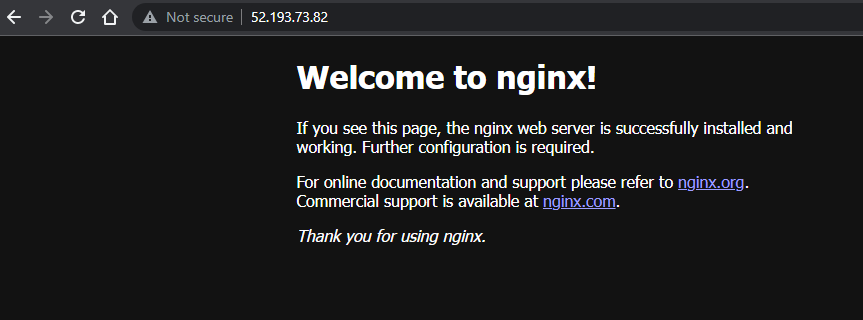 Not secure | 52.193.73.82
Welcome to nginx!
If you see this page, the nginx web server is successfully installed and
working. Further configuration is required.
For online documentation and support please refer to nginx.org.
Commercial support is available at nginx.com.
Thank you for using nginx.